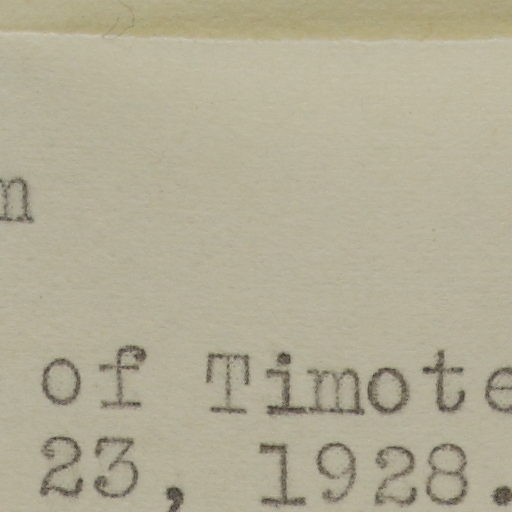 m
of Timote
23, 1928.